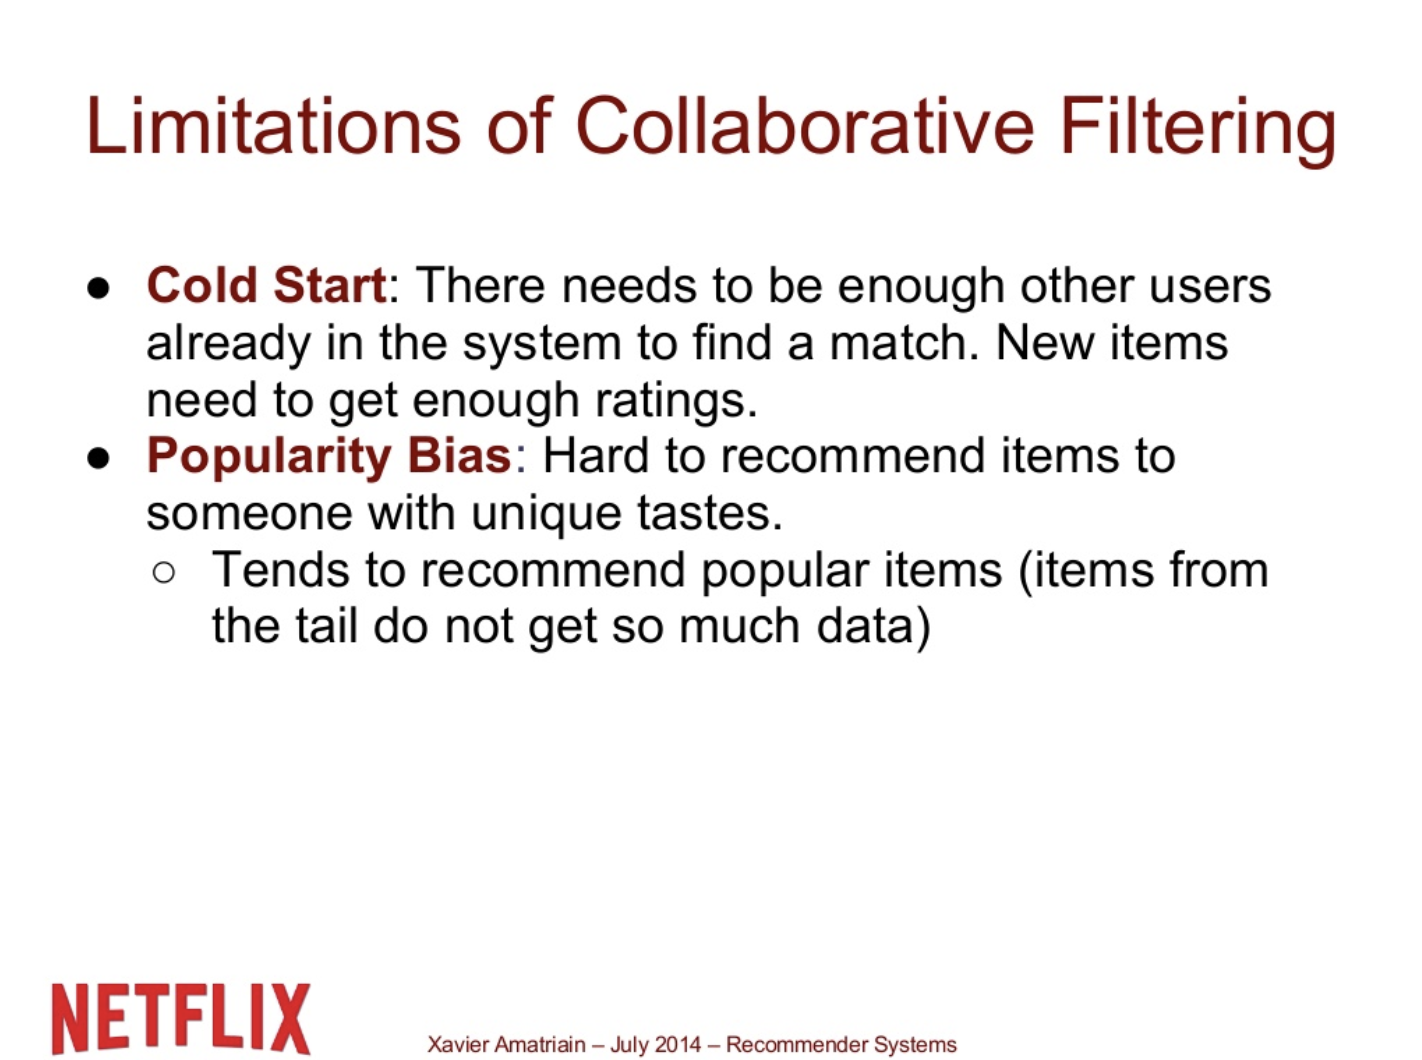 Limitations of Collaborative Filtering
● Cold Start: There needs to be enough other users
already in the system to find a match. New items
need to get enough ratings.
● Popularity Bias: Hard to recommend items to
someone with unique tastes.
○ Tends to recommend popular items (items from
the tail do not get so much data)
NETFLIX
Xavier Amatriain – July 2014 – Recommender Systems